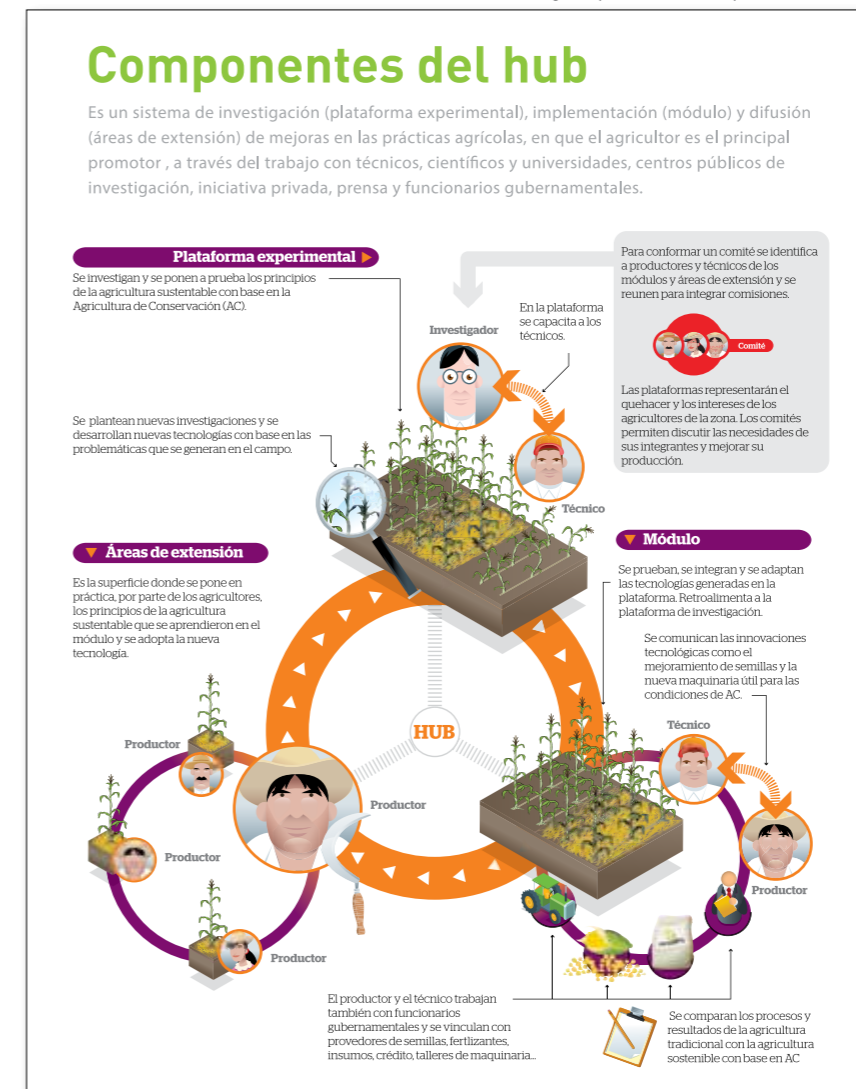 Componentes del hub
Es un sistema de investigación (plataforma experimental), implementación (módulo) y difusión
(áreas de extensión) de mejoras en las prácticas agrícolas, en que el agricultor es el principal
promotor , a través del trabajo con técnicos, científicos y universidades, centros públicos de
investigación, iniciativa privada, prensa y funcionarios gubernamentales.
Plataforma experimental
Se investigan y se ponen a prueba los principios
de la agricultura sustentable con base en la
Agricultura de Conservación (AC).
Se plantean nuevas investigaciones y se
desarrollan nuevas tecnologías con base en las
problemáticas que se generan en el campo.
Investigador
En la plataforma
se capacita a los
técnicos.
Técnico
Para conformar un comité se identifica
a productores y técnicos de los
módulos y áreas de extensión y se
reunen para integrar comisiones.
Comité
Las plataformas representarán el
quehacer y los intereses de los
agricultores de la zona. Los comités
permiten discutir las necesidades de
sus integrantes y mejorar su
producción.
Áreas de extensión
Es la superficie donde se pone en
práctica, por parte de los agricultores,
los principios de la agricultura
sustentable que se aprendieron en el
módulo y se adopta la nueva
tecnología.
Módulo
Se prueban, se integran y se adaptan
las tecnologías generadas en la
plataforma. Retroalimenta a la
plataforma de investigación.
Se comunican las innovaciones
tecnológicas como el
mejoramiento de semillas y la
nueva maquinaria útil para las
condiciones de AC.
HUB
Técnico
Productor
Productor
Productor
Productor
Productor
El productor y el técnico trabajan
también con funcionarios
gubernamentales y se vinculan con
provedores de semillas, fertlizantes,
insumos, crédito, talleres de maquinaria...
Se comparan los procesos y
resultados de la agricultura
tradicional con la agricultura
sostenible con base en AC